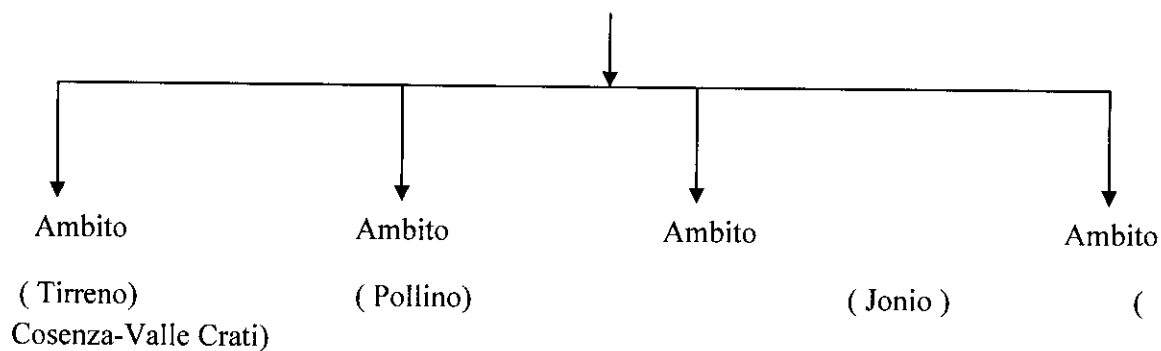 Ambito Ambito Ambito Ambito
( Tirreno) ( Pollino) ( Jonio ) (
Cosenza-Valle Crati)